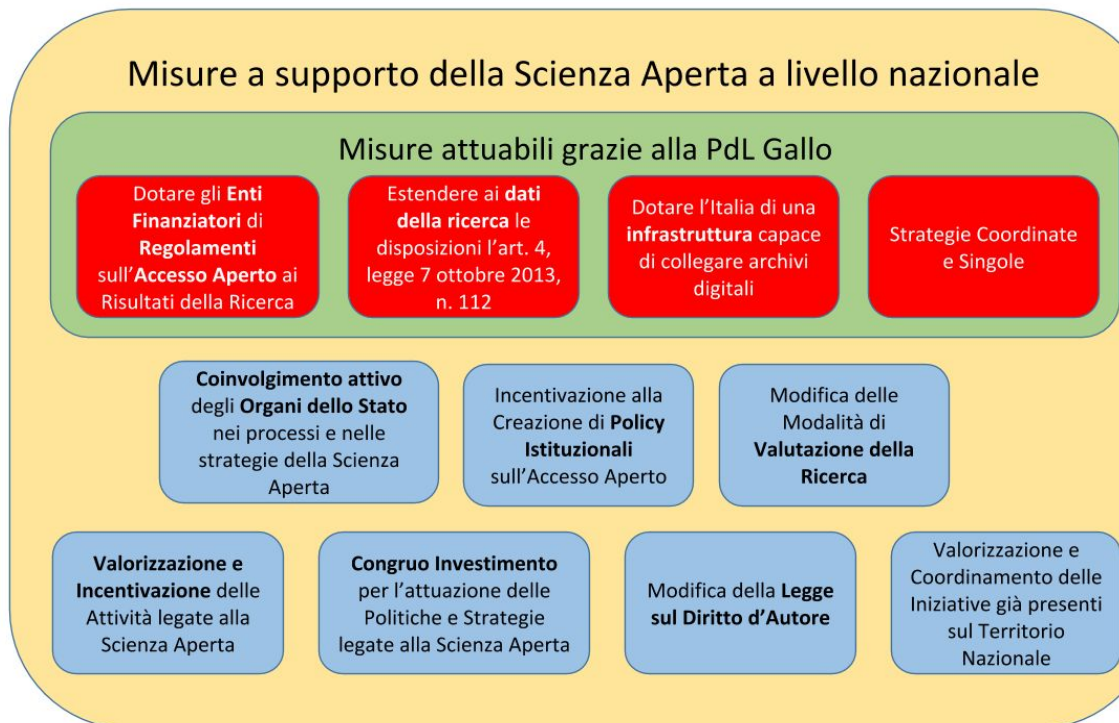 Misure a supporto della Scienza Aperta a livello nazionale
Misure attuabili grazie alla PdL Gallo
Dotare gli Enti
Finanziatori di
Regolamenti
sull'Accesso Aperto ai
Risultati della Ricerca
Estendere ai dati
della ricerca le
disposizioni l'art. 4,
legge 7 ottobre 2013,
n. 112
Dotare l'Italia di una
infrastruttura capace
di collegare archivi
digitali
Strategie Coordinate
e Singole
Coinvolgimento attivo
degli Organi dello Stato
nei processi e nelle
strategie della Scienza
Aperta
Incentivazione alla
Creazione di Policy
Istituzionali
sull'Accesso Aperto
Modifica delle
Modalità di
Valutazione della
Ricerca
Valorizzazione e
Incentivazione delle
Attività legate alla
Scienza Aperta
Congruo Investimento
per l'attuazione delle
Politiche e Strategie
legate alla Scienza Aperta
Modifica della Legge
sul Diritto d'Autore
Valorizzazione e
Coordinamento delle
Iniziative già presenti
sul Territorio
Nazionale